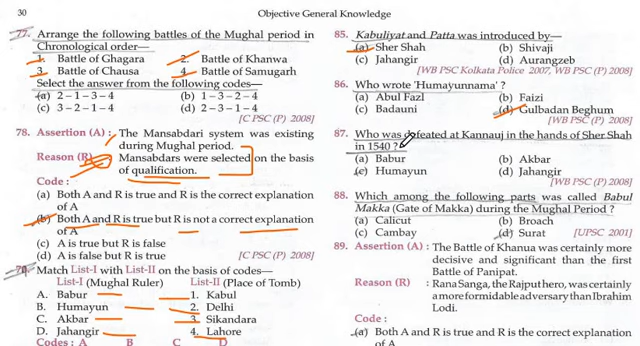 30
Objective General Knowledge
77. Arrange the following battles of the Mughal period in
Chronological order—
1. Battle of Ghagara 2. Battle of Khanwa
3. Battle of Chausa 4. Battle of Samugarh
Select the answer from the following codes—
(a) 2 – 1 – 3 – 4 (b) 1 – 3 – 2 – 4
(c) 3 – 2 – 1 – 4 (d) 2 – 3 – 1 – 4
[C PSC (P) 2008]
78. Assertion (A) : The Mansabdari system was existing
during Mughal period.
Reason (R) : Mansabdars were selected on the basis
of qualification.
Code :
(a) Both A and R is true and R is the correct explanation
of A
(b) Both A and R is true but R is not a correct explanation
of A
(c) A is true but R is false
(d) A is false but R is true [C PSC (P) 2008]
79. Match List-I with List-II on the basis of codes—
List-I (Mughal Ruler) List-II (Place of Tomb)
A. Babur 1. Kabul
B. Humayun 2. Delhi
C. Akbar 3. Sikandara
D. Jahangir 4. Lahore
Codes : A B C D
85. Kabuliyat and Patta was introduced by—
(a) Sher Shah (b) Shivaji
(c) Jahangir (d) Aurangzeb
[WB PSC Kolkata Police 2007, WB PSC (P) 2008]
86. Who wrote 'Humayunnama' ?
(a) Abul Fazl (b) Faizi
(c) Badauni (d) Gulbadan Beghum
[WB PSC (P) 2008]
87. Who was defeated at Kannauj in the hands of Sher Shah
in 1540 ?
(a) Babur (b) Akbar
(c) Humayun (d) Jahangir
[WB PSC (P) 2008]
88. Which among the following parts was called Babul
Makka (Gate of Makka) during the Mughal Period ?
(a) Calicut (b) Broach
(c) Cambay (d) Surat [UPSC 2001]
89. Assertion (A) : The Battle of Khanua was certainly more
decisive and significant than the first
Battle of Panipat.
Reason (R) : Rana Sanga, the Rajput hero, was certainly
a more formidable adversary than Ibrahim
Lodi.
Code :
(a) Both A and R is true and R is the correct explanation
of A